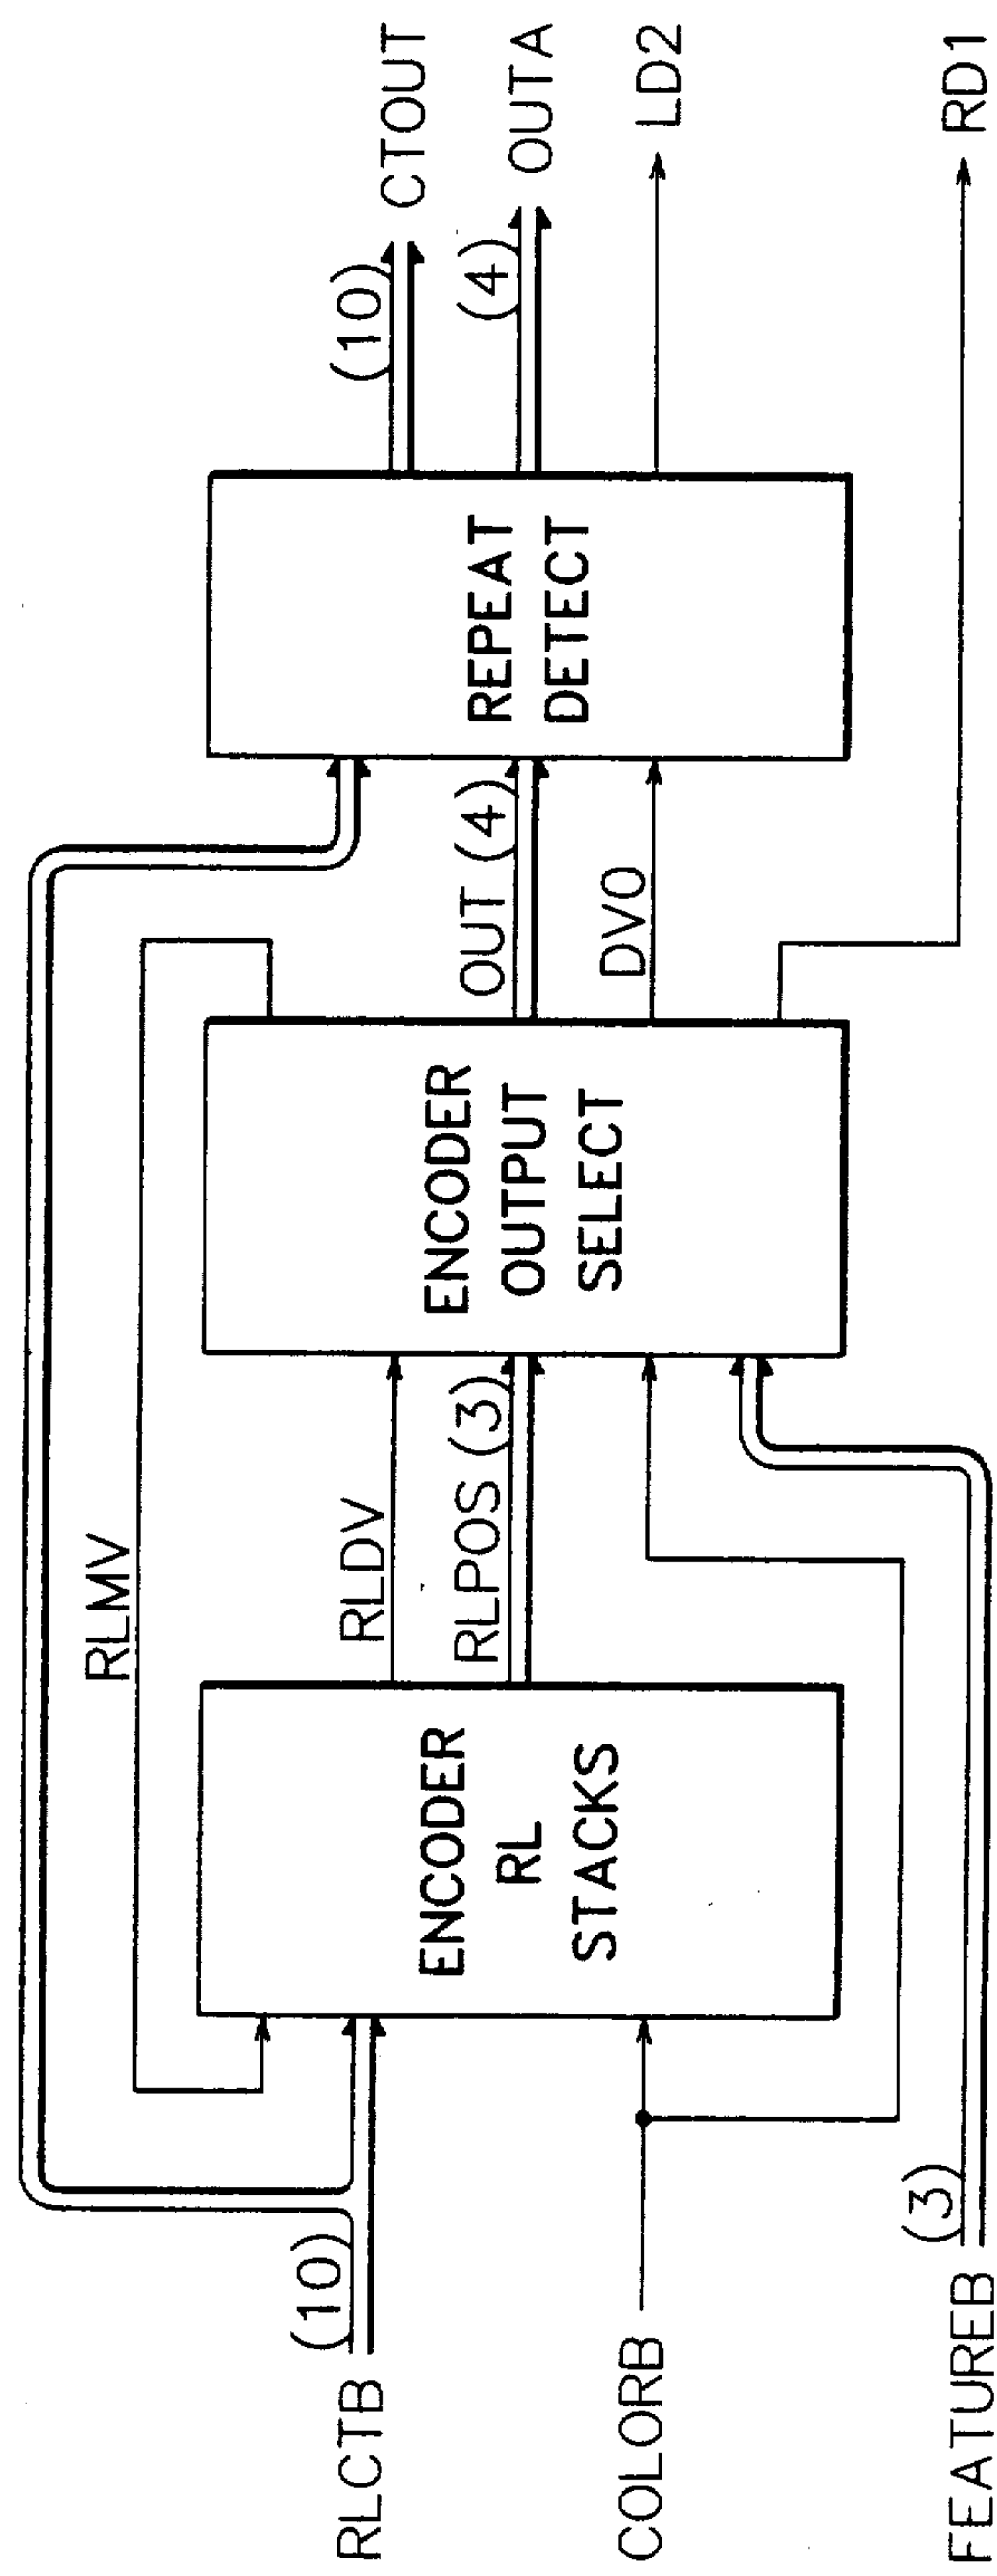 RLMV
(10)
RLCTB
COLORB
(3)
FEATUREB
ENCODER
RL
STACKS
RLDV
RLPOS (3)
ENCODER
OUTPUT
SELECT
OUT (4)
DVO
REPEAT
DETECT
(10)
CTOUT
(4)
OUTA
LD2
RD1